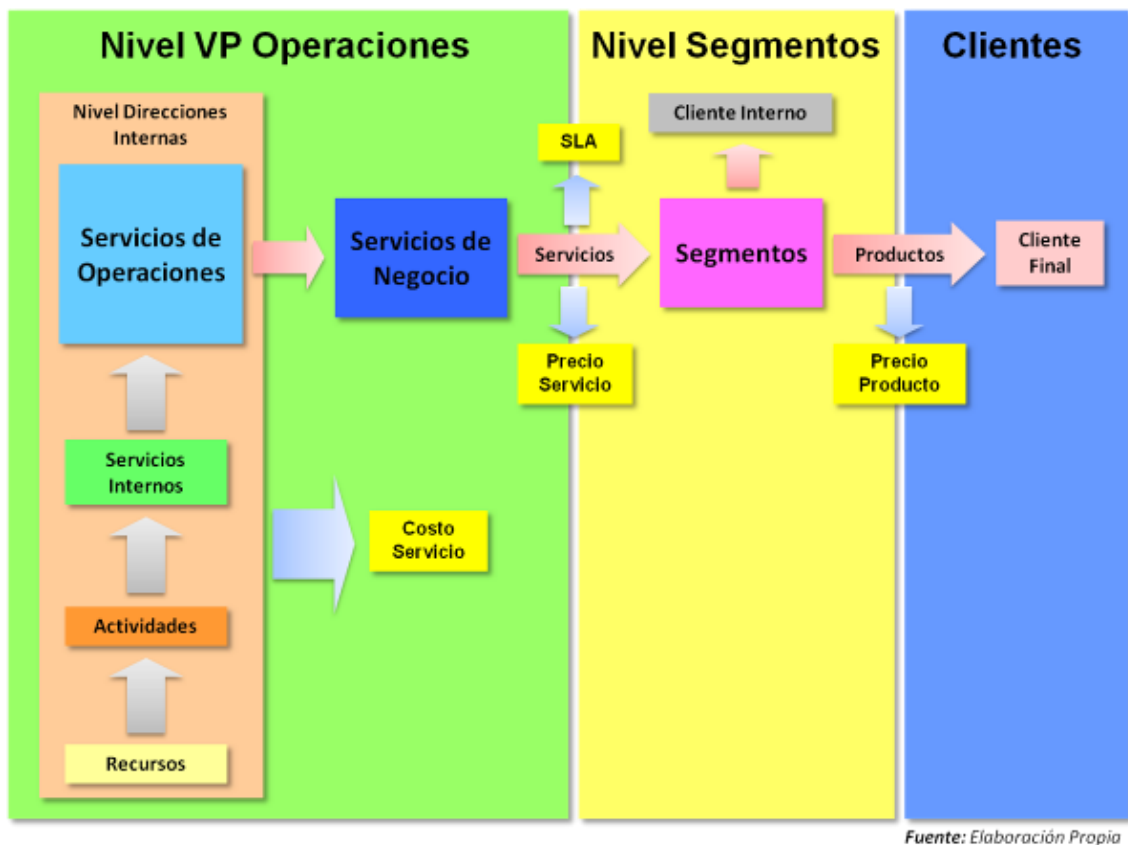 Nivel VP Operaciones
Nivel Segmentos
Clientes
Nivel Direcciones
Internas
Servicios de
Operaciones
Servicios
Internos
Actividades
Recursos
Servicios de
Negocio
Costo
Servicio
SLA
Servicios
Precio
Servicio
Cliente Interno
Segmentos
Productos
Precio
Producto
Cliente
Final
Fuente: Elaboración Propia